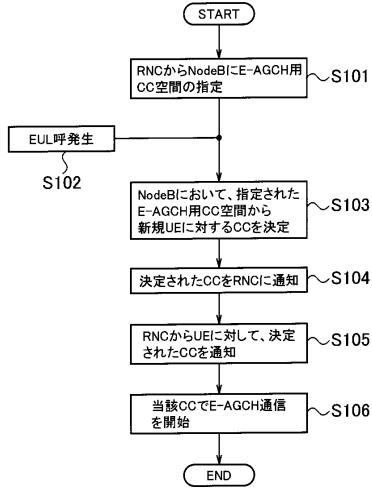 START
RNCからNodeBにE-AGCH用
CC空間の指定
S101
EUL呼発生
S102
NodeBにおいて、指定された
E-AGCH用CC空間から
新規UEに対するCCを決定
S103
決定されたCCをRNCに通知
S104
RNCからUEに対して、決定
されたCCを通知
S105
当該CCでE-AGCH通信
を開始
S106
END